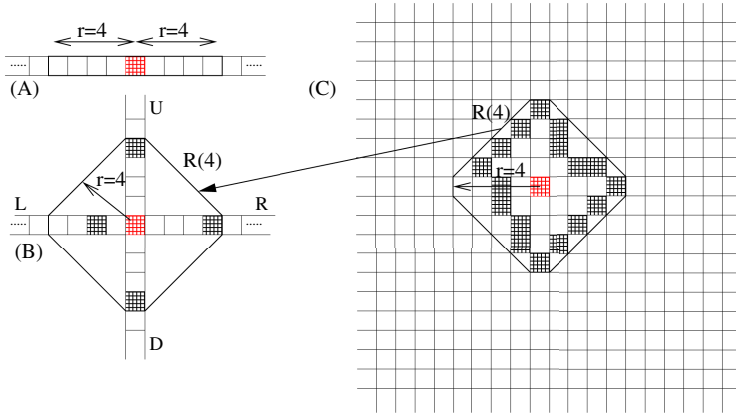 r=4 r=4
..... .....
(A) (C)
U
R(4)
R(4)
r=4
r=4
L R
..... .....
(B)
D